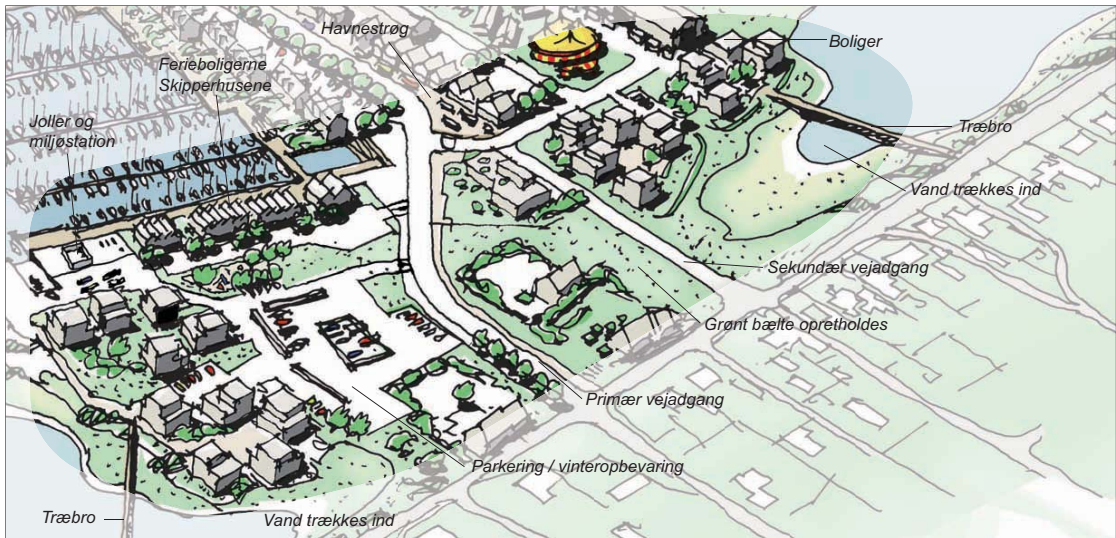 Havnestrøg
Boliger
Ferieboligerne
Skipperhusene
Joller og
miljøstation
Træbro
Vand trækkes ind
Sekundær vejadgang
Grønt bælte opretholdes
Primær vejadgang
Parkering / vinteropbevaring
Træbro
Vand trækkes ind